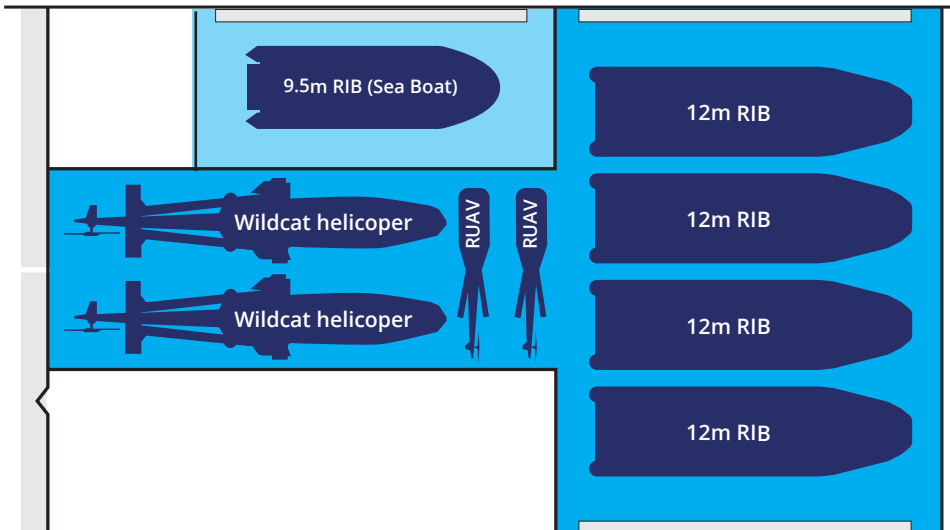 9.5m RIB (Sea Boat)
12m RIB
Wildcat helicoper
RUAV
RUAV
12m RIB
Wildcat helicoper
12m RIB
12m RIB